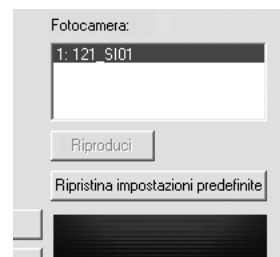 Fotocamera:
1: 121_SI01
Riproduci
Ripristina impostazioni predefinite